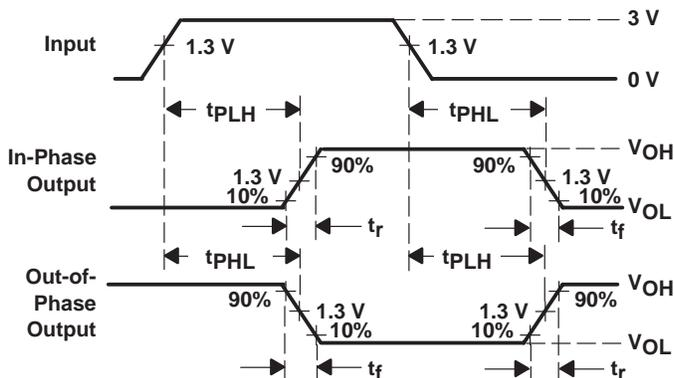 3 V
Input
1.3 V
1.3 V
0 V
tPLH
tPHL
In-Phase
Output
VOH
90%
90%
1.3 V
1.3 V
10%
10%
VOL
tr
tf
tPHL
tPLH
Out-of-
Phase
Output
VOH
90%
90%
1.3 V
1.3 V
10%
10%
VOL
tf
tr